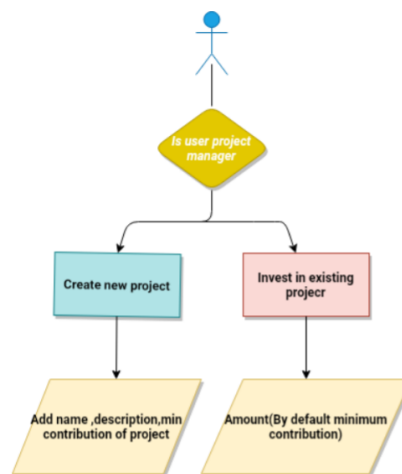 Is user project
manager
Create new project
Invest in existing
projecr
Add name ,description,min
contribution of project
Amount(By default minimum
contribution)